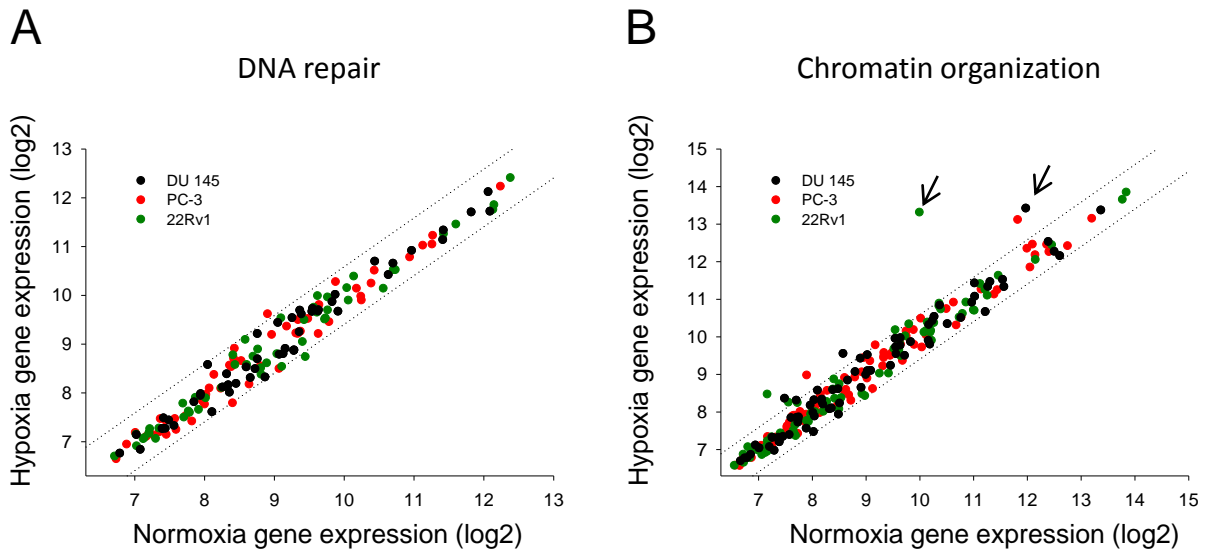 A
DNA repair
Hypoxia gene expression (log2)
13
12
11
10
9
8
7
DU 145
PC-3
22Rv1
7 8 9 10 11 12 13
Normoxia gene expression (log2)
B
Chromatin organization
Hypoxia gene expression (log2)
15
14
13
12
11
10
9
8
7
DU 145
PC-3
22Rv1
7 8 9 10 11 12 13 14 15
Normoxia gene expression (log2)